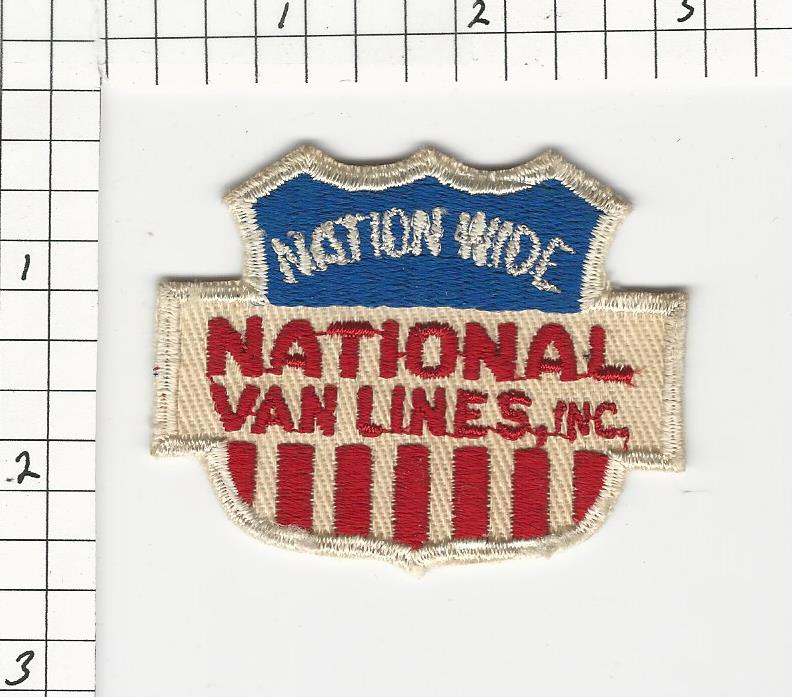 1 2 3
NATION WIDE
1
NATIONAL
VAN LINES, INC,
2
3